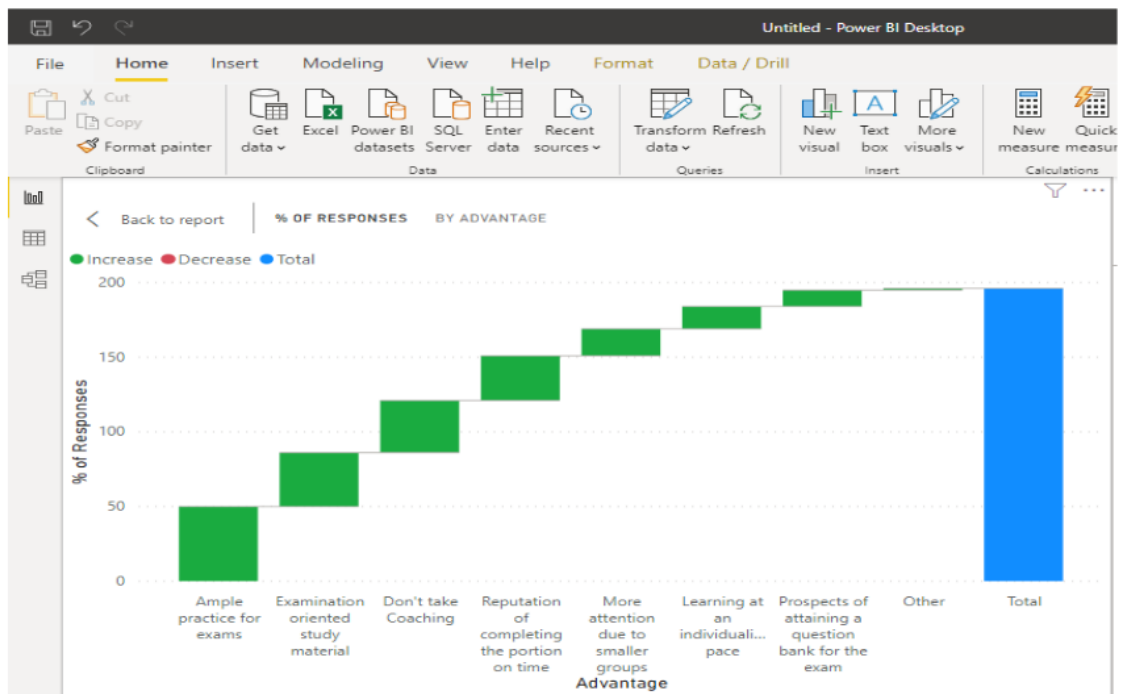 Untitled - Power BI Desktop
File Home Insert Modeling View Help Format Data / Drill
Paste
Cut
Copy
Format painter
Clipboard
Get data
Excel
Power BI datasets
SQL Server
Enter data
Recent sources
Data
Transform data
Refresh
Queries
New visual
Text box
More visuals
Insert
New measure
Quick measur
Calculations
Back to report
% OF RESPONSES BY ADVANTAGE
Increase Decrease Total
200
150
100
50
0
% of Responses
Ample practice for exams
Examination oriented study material
Don't take Coaching
Reputation of completing the portion on time
More attention due to smaller groups
Learning at an individuali... pace
Prospects of attaining a question bank for the exam
Other
Total
Advantage